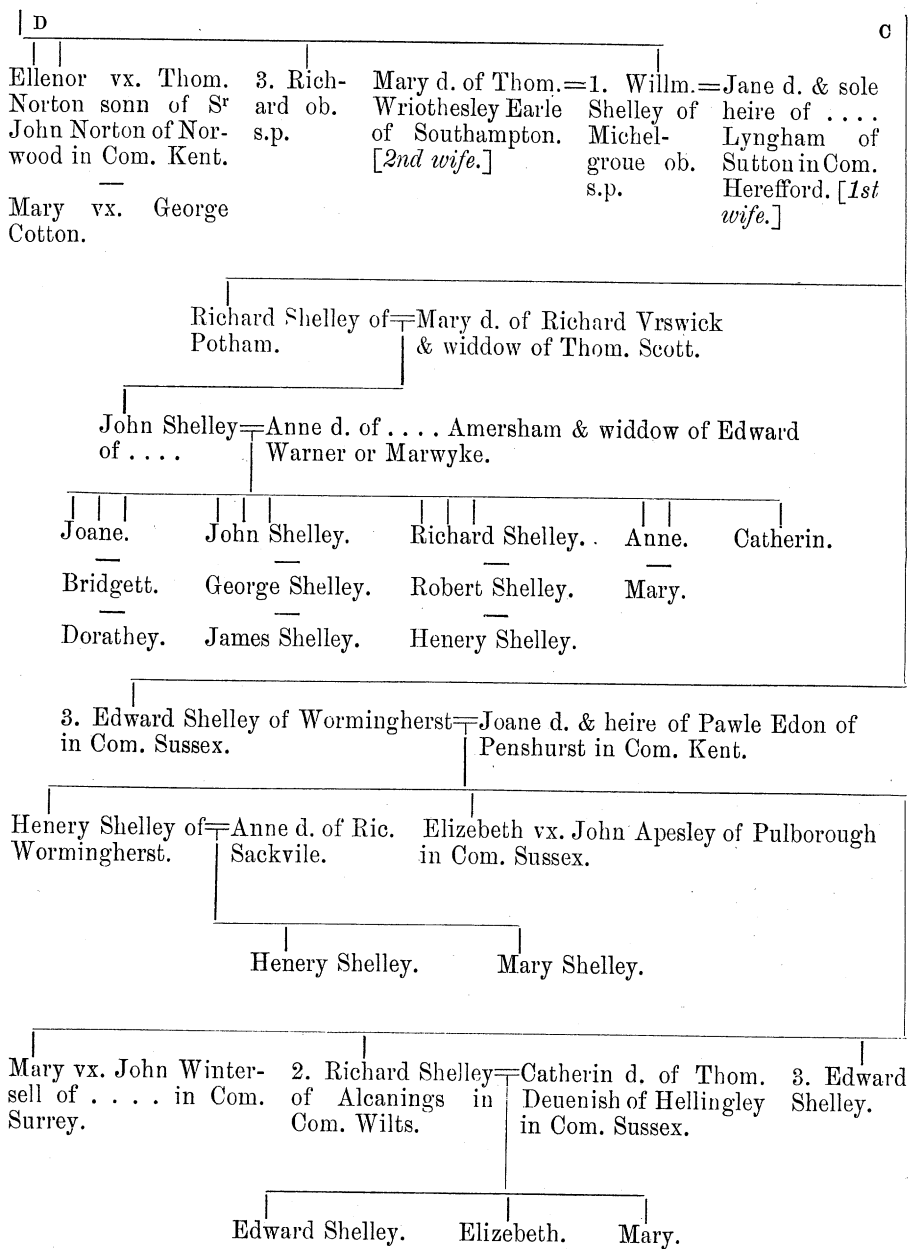 D
C
Ellenor vx. Thom.
Norton sonn of Sʳ
John Norton of Nor-
wood in Com. Kent.
—
Mary vx. George
Cotton.
3. Rich-
ard ob.
s.p.
Mary d. of Thom.=
Wriothesley Earle
of Southampton.
[2nd wife.]
1. Willm.=
Shelley of
Michel-
groue ob.
s.p.
Jane d. & sole
heire of . . . .
Lyngham of
Sutton in Com.
Herefford. [1st
wife.]
Richard Shelley of=
Potham.
Mary d. of Richard Vrswick
& widdow of Thom. Scott.
John Shelley=
of . . . .
Anne d. of . . . . Amersham & widdow of Edward
Warner or Marwyke.
Joane.
—
Bridgett.
—
Dorathey.
John Shelley.
—
George Shelley.
—
James Shelley.
Richard Shelley.
—
Robert Shelley.
—
Henery Shelley.
Anne.
—
Mary.
Catherin.
3. Edward Shelley of Wormingherst=
in Com. Sussex.
Joane d. & heire of Pawle Edon of
Penshurst in Com. Kent.
Henery Shelley of=
Wormingherst.
Anne d. of Ric.
Sackvile.
Elizebeth vx. John Apesley of Pulborough
in Com. Sussex.
Henery Shelley.
Mary Shelley.
Mary vx. John Winter-
sell of . . . . in Com.
Surrey.
2. Richard Shelley=
of Alcanings in
Com. Wilts.
Catherin d. of Thom.
Deuenish of Hellingley
in Com. Sussex.
3. Edward
Shelley.
Edward Shelley.
Elizebeth.
Mary.